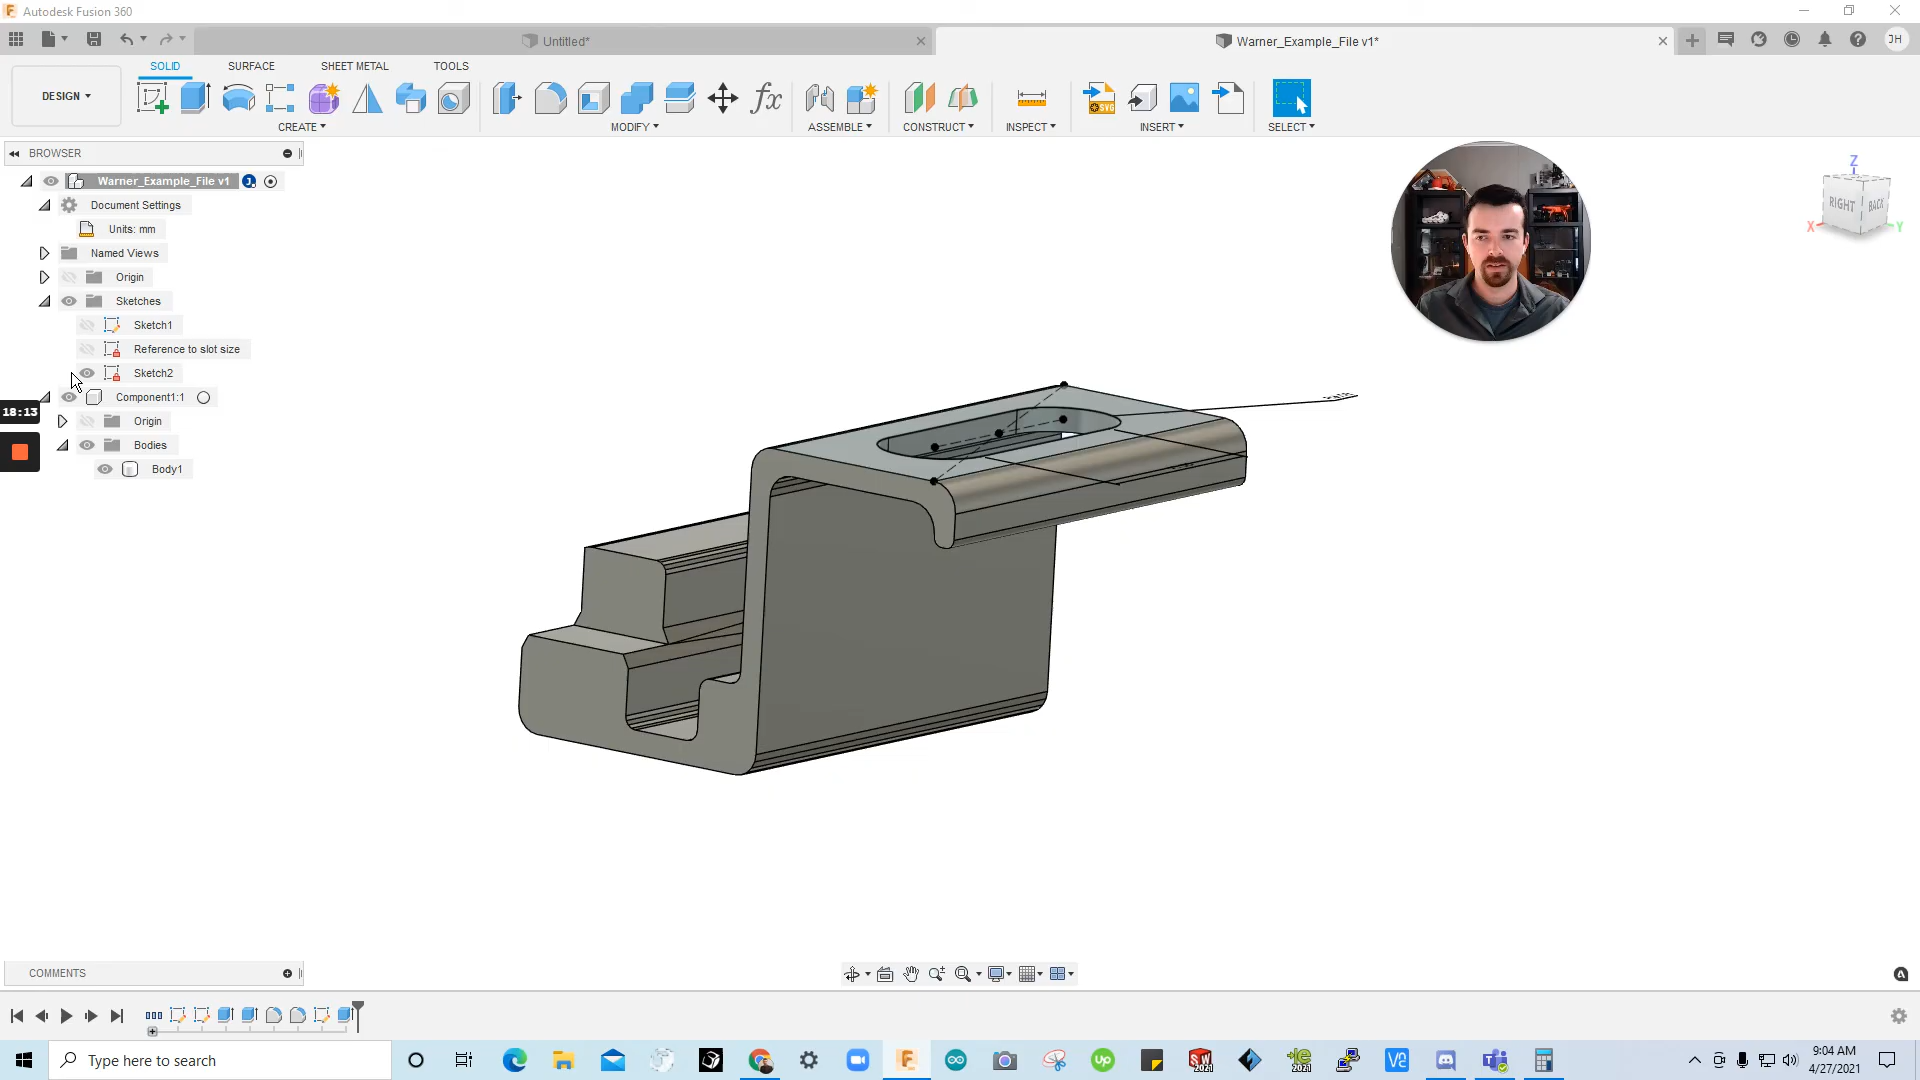 Autodesk Fusion 360
Untitled*
Warner_Example_File v1*
JH
DESIGN
SOLID
SURFACE
SHEET METAL
TOOLS
CREATE
MODIFY
ASSEMBLE
CONSTRUCT
INSPECT
INSERT
SELECT
SVG
BROWSER
Warner_Example_File v1
Document Settings
Units: mm
Named Views
Origin
Sketches
Sketch1
Reference to slot size
Sketch2
Component1:1
Origin
Bodies
Body1
18:13
Z
RIGHT
BACK
X
Y
COMMENTS
Type here to search
9:04 AM
4/27/2021